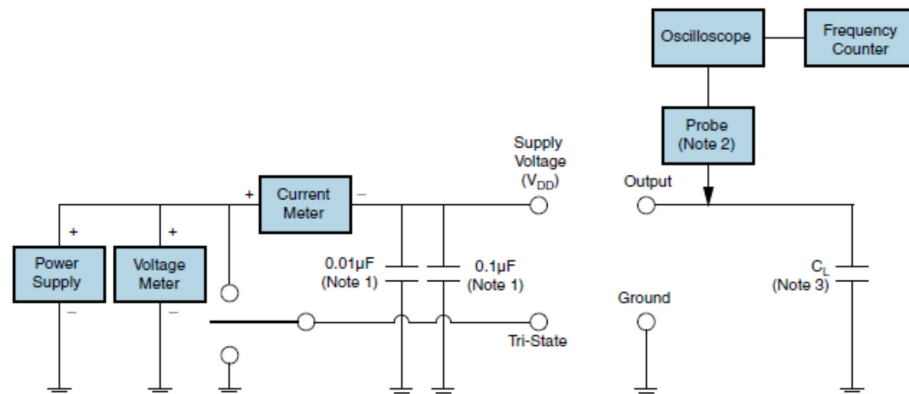 Oscilloscope
Frequency
Counter
Probe
(Note 2)
Supply
Voltage
(VDD)
Output
+
Current
Meter
–
+
Power
Supply
–
+
Voltage
Meter
–
0.01µF
(Note 1)
0.1µF
(Note 1)
CL
(Note 3)
Ground
Tri-State